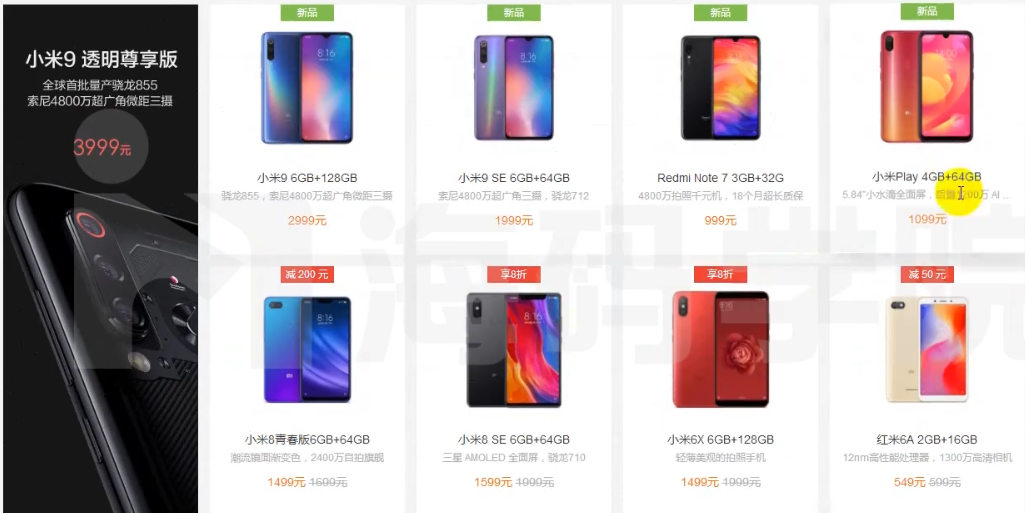 小米9 透明尊享版
全球首批量产骁龙855
索尼4800万超广角微距三摄
3999元
新品
小米9 6GB+128GB
骁龙855，索尼4800万超广角微距三摄
2999元
新品
小米9 SE 6GB+64GB
索尼4800万超广角三摄，骁龙712
1999元
新品
Redmi Note 7 3GB+32G
4800万拍照千元机，18个月超长质保
999元
新品
小米Play 4GB+64GB
5.84"小水滴全面屏，后置1200万 AI ...
1099元
减 200 元
小米8青春版6GB+64GB
潮流镜面渐变色，2400万自拍旗舰
1499元 1699元
享8折
小米8 SE 6GB+64GB
三星 AMOLED 全面屏，骁龙710
1599元 1999元
享8折
小米6X 6GB+128GB
轻薄美观的拍照手机
1499元 1999元
减 50 元
红米6A 2GB+16GB
12nm高性能处理器，1300万高清相机
549元 599元
海码学院